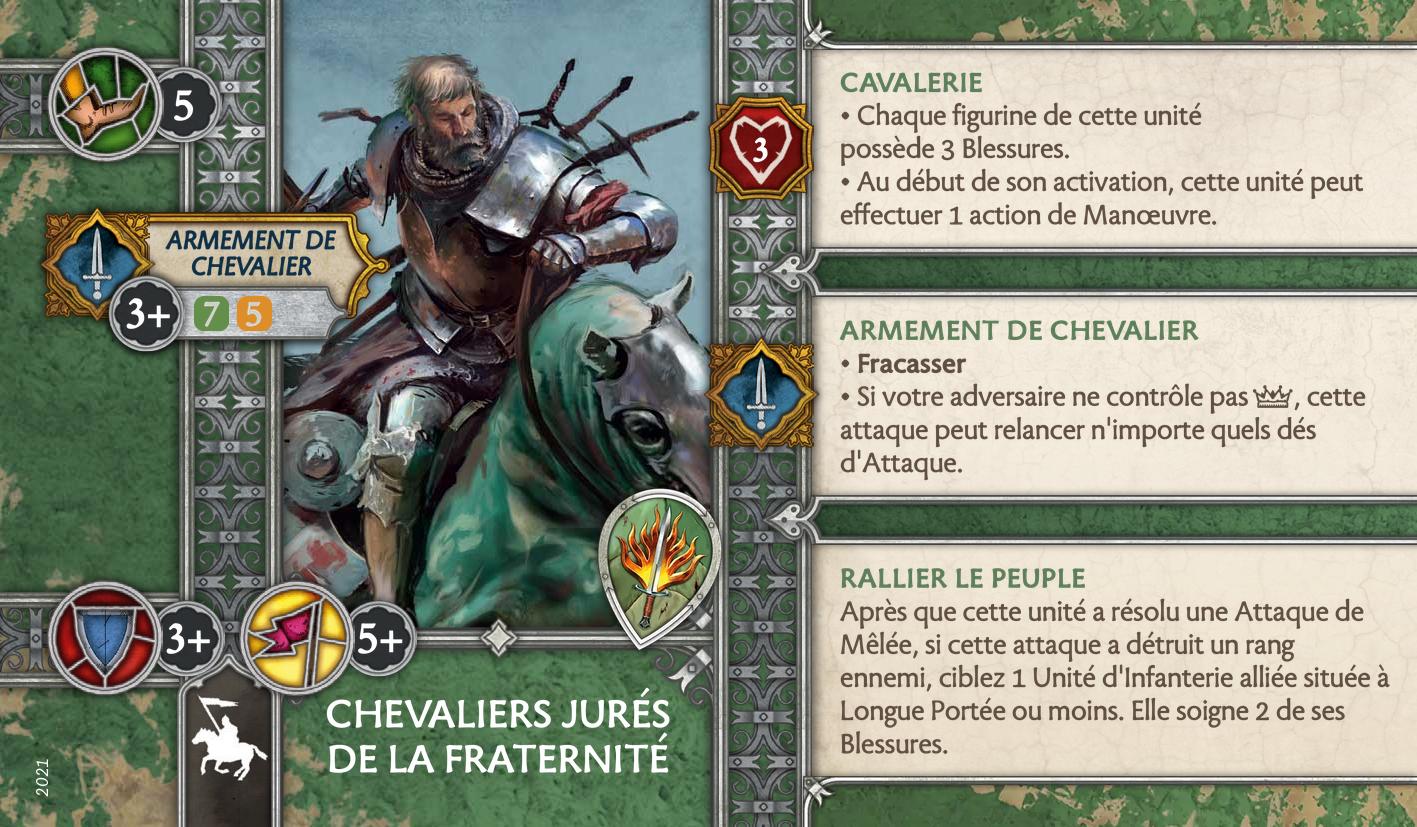 5
ARMEMENT DE
CHEVALIER
3+ 7 5
3+ 5+
CHEVALIERS JURÉS
DE LA FRATERNITÉ
2021
3
CAVALERIE
• Chaque figurine de cette unité
possède 3 Blessures.
• Au début de son activation, cette unité peut
effectuer 1 action de Manœuvre.
ARMEMENT DE CHEVALIER
• Fracasser
• Si votre adversaire ne contrôle pas , cette
attaque peut relancer n'importe quels dés
d'Attaque.
RALLIER LE PEUPLE
Après que cette unité a résolu une Attaque de
Mêlée, si cette attaque a détruit un rang
ennemi, ciblez 1 Unité d'Infanterie alliée située à
Longue Portée ou moins. Elle soigne 2 de ses
Blessures.